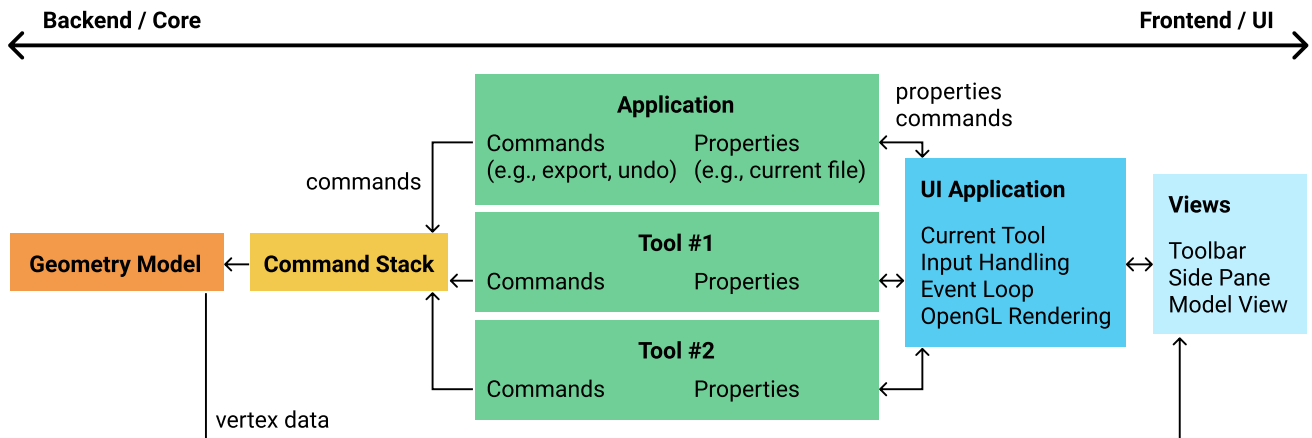 Backend / Core
Frontend / UI
Application
Commands
(e.g., export, undo)
Properties
(e.g., current file)
properties
commands
commands
Geometry Model
Command Stack
Tool #1
Commands
Properties
Tool #2
Commands
Properties
UI Application
Current Tool
Input Handling
Event Loop
OpenGL Rendering
Views
Toolbar
Side Pane
Model View
vertex data